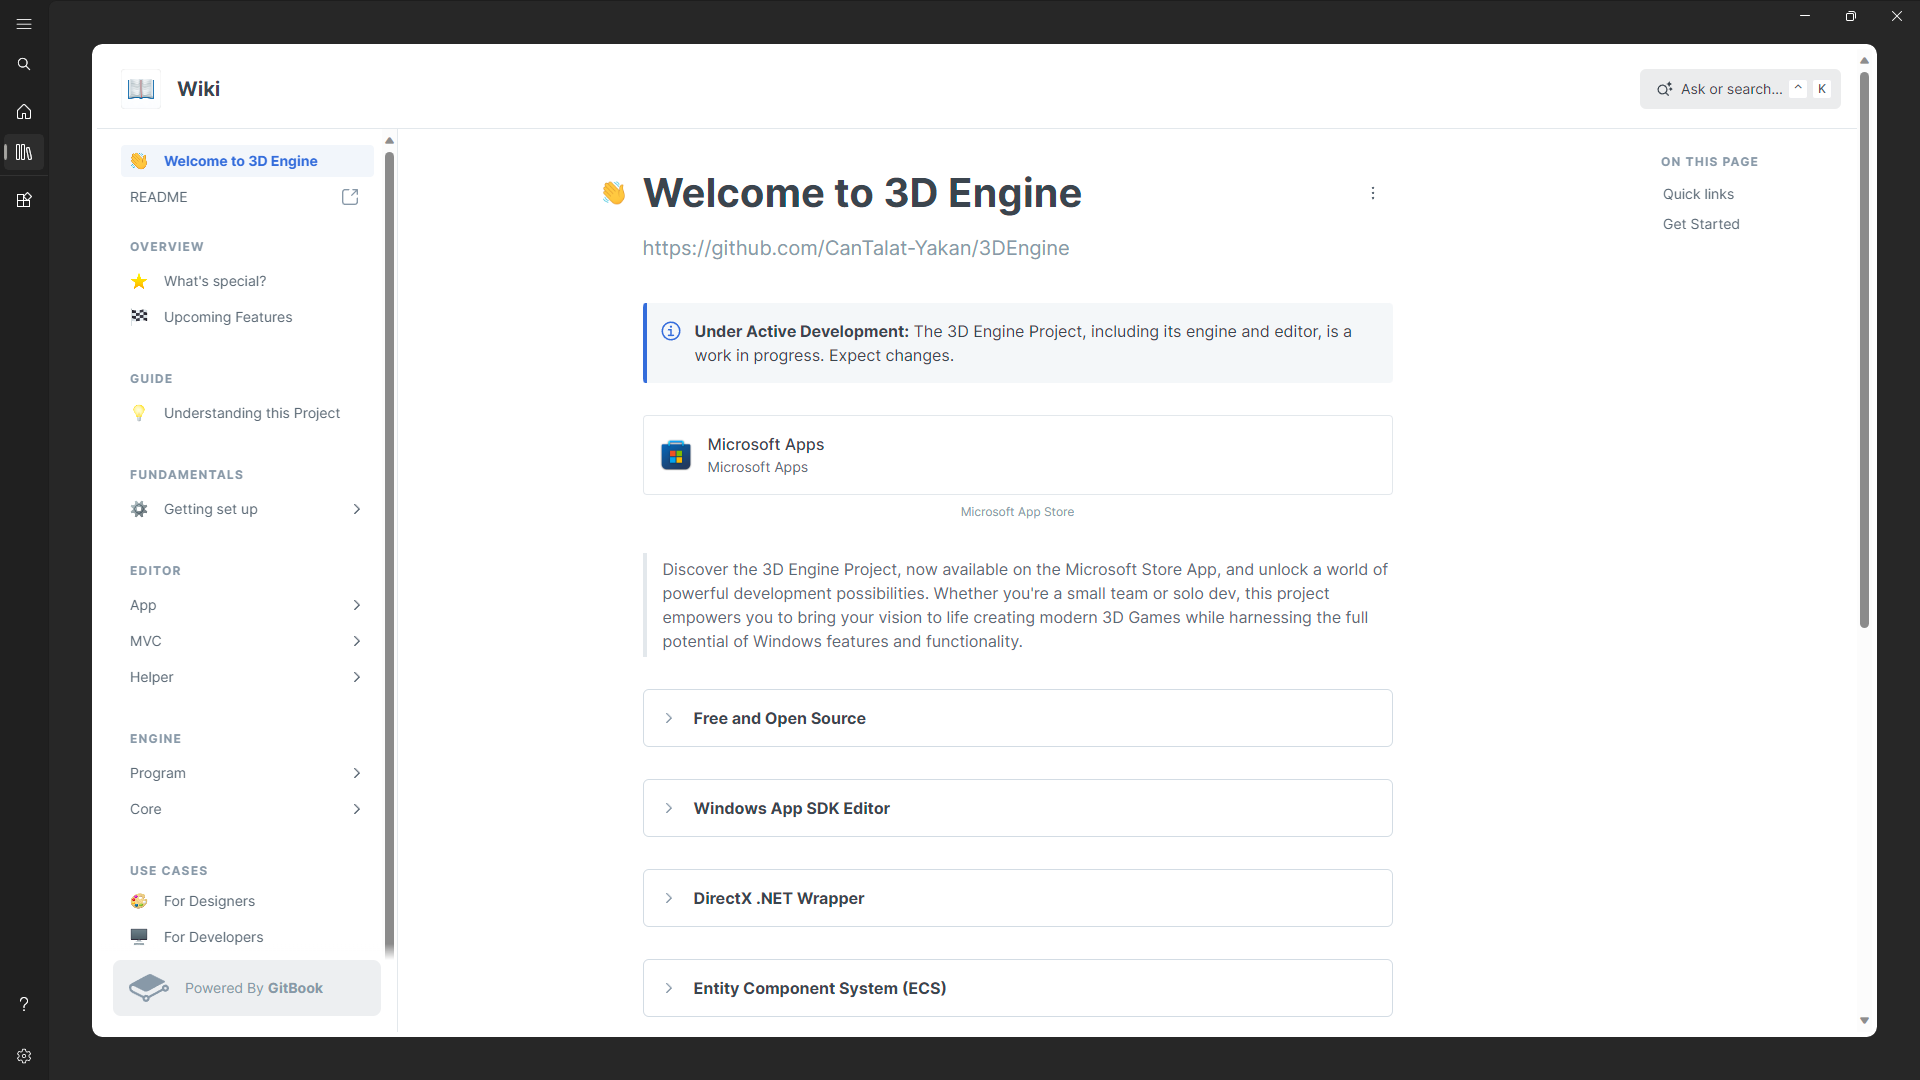 Wiki
Ask or search... ^ K
Welcome to 3D Engine
README
OVERVIEW
What's special?
Upcoming Features
GUIDE
Understanding this Project
FUNDAMENTALS
Getting set up
EDITOR
App
MVC
Helper
ENGINE
Program
Core
USE CASES
For Designers
For Developers
Powered By GitBook
Welcome to 3D Engine
https://github.com/CanTalat-Yakan/3DEngine
Under Active Development: The 3D Engine Project, including its engine and editor, is a
work in progress. Expect changes.
Microsoft Apps
Microsoft Apps
Microsoft App Store
Discover the 3D Engine Project, now available on the Microsoft Store App, and unlock a world of
powerful development possibilities. Whether you're a small team or solo dev, this project
empowers you to bring your vision to life creating modern 3D Games while harnessing the full
potential of Windows features and functionality.
Free and Open Source
Windows App SDK Editor
DirectX .NET Wrapper
Entity Component System (ECS)
ON THIS PAGE
Quick links
Get Started